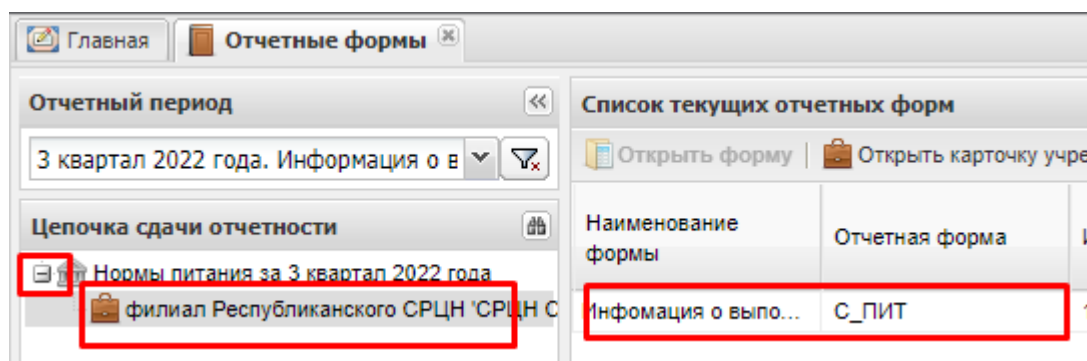 Главная
Отчетные формы
Отчетный период
Список текущих отчетных форм
3 квартал 2022 года. Информация о в
Открыть форму
Открыть карточку учре
Цепочка сдачи отчетности
Наименование формы
Отчетная форма
Нормы питания за 3 квартал 2022 года
филиал Республиканского СРЦН "СРЦН С
Инфомация о выпо...
С_ПИТ